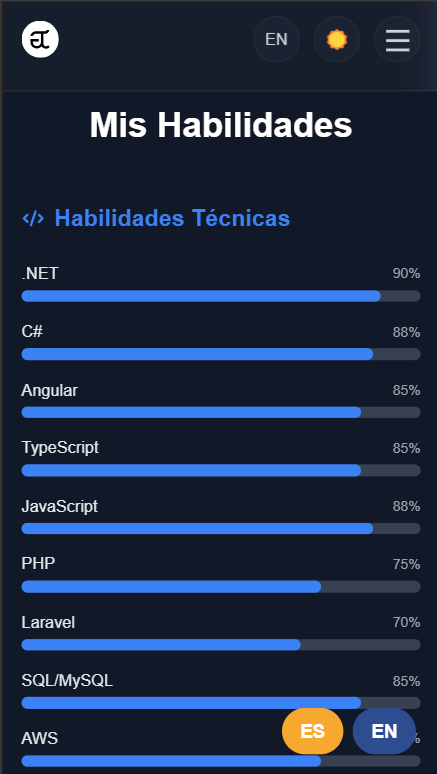 EN
Mis Habilidades
</> Habilidades Técnicas
.NET 90%
C# 88%
Angular 85%
TypeScript 85%
JavaScript 88%
PHP 75%
Laravel 70%
SQL/MySQL 85%
AWS %
ES EN